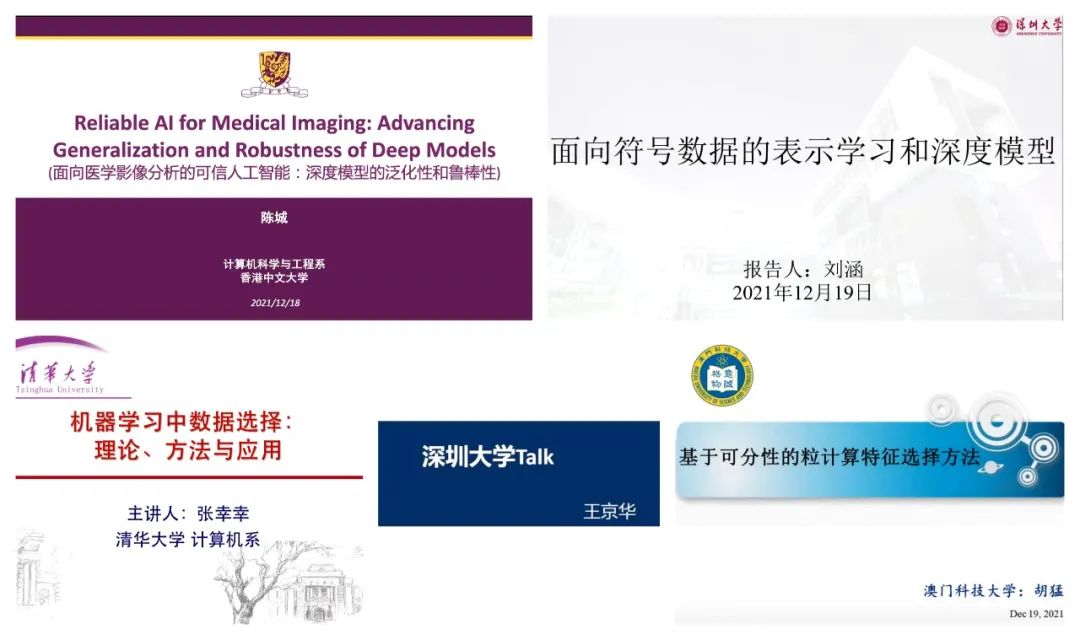 Reliable AI for Medical Imaging: Advancing
Generalization and Robustness of Deep Models
(面向医学影像分析的可信人工智能：深度模型的泛化性和鲁棒性)
陈城
计算机科学与工程系
香港中文大学
2021/12/18
深圳大学
SHENZHEN UNIVERSITY
面向符号数据的表示学习和深度模型
报告人：刘涵
2021年12月19日
清华大学
Tsinghua University
机器学习中数据选择：
理论、方法与应用
主讲人：张幸幸
清华大学 计算机系
深圳大学Talk
王京华
基于可分性的粒计算特征选择方法
澳门科技大学：胡猛
Dec 19, 2021